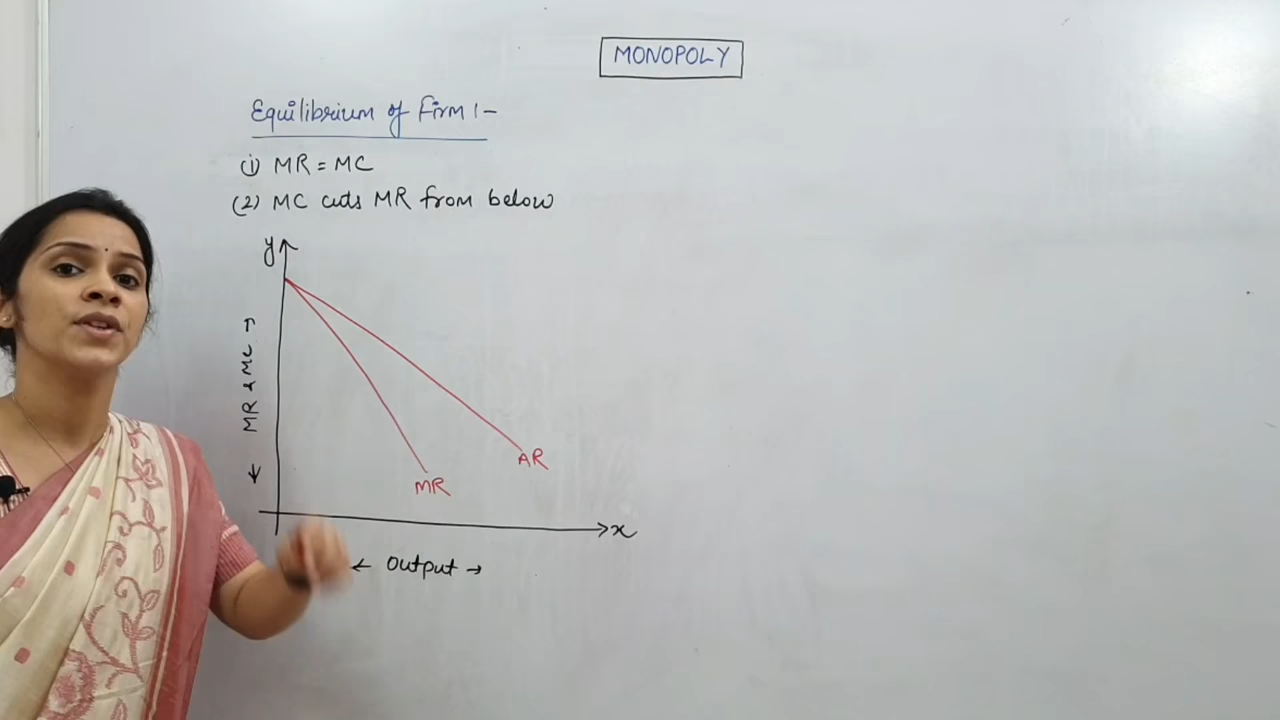 MONOPOLY
Equilibrium of Firm :-
(1) MR = MC
(2) MC cuts MR from below
y
← MR & MC →
AR
MR
x
← Output →